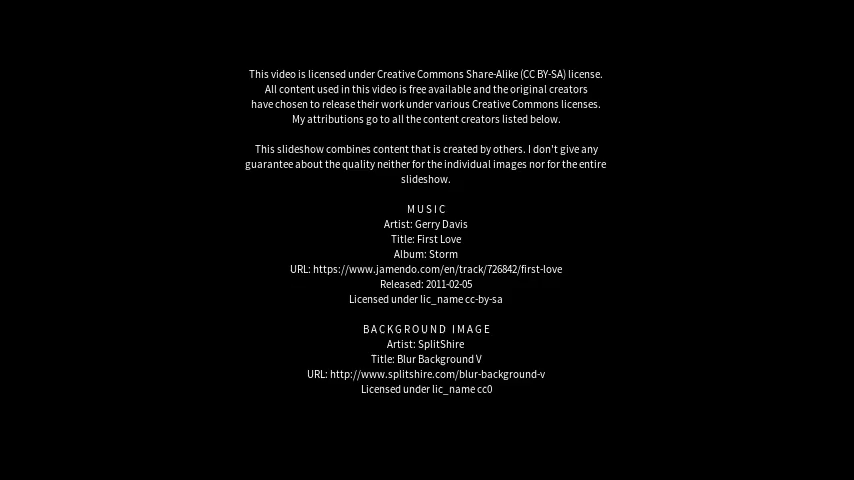 This video is licensed under Creative Commons Share-Alike (CC BY-SA) license.
All content used in this video is free available and the original creators
have chosen to release their work under various Creative Commons licenses.
My attributions go to all the content creators listed below.
This slideshow combines content that is created by others. I don't give any
guarantee about the quality neither for the individual images nor for the entire
slideshow.
MUSIC
Artist: Gerry Davis
Title: First Love
Album: Storm
URL: https://www.jamendo.com/en/track/726842/first-love
Released: 2011-02-05
Licensed under lic_name cc-by-sa
BACKGROUND IMAGE
Artist: SplitShire
Title: Blur Background V
URL: http://www.splitshire.com/blur-background-v
Licensed under lic_name cc0